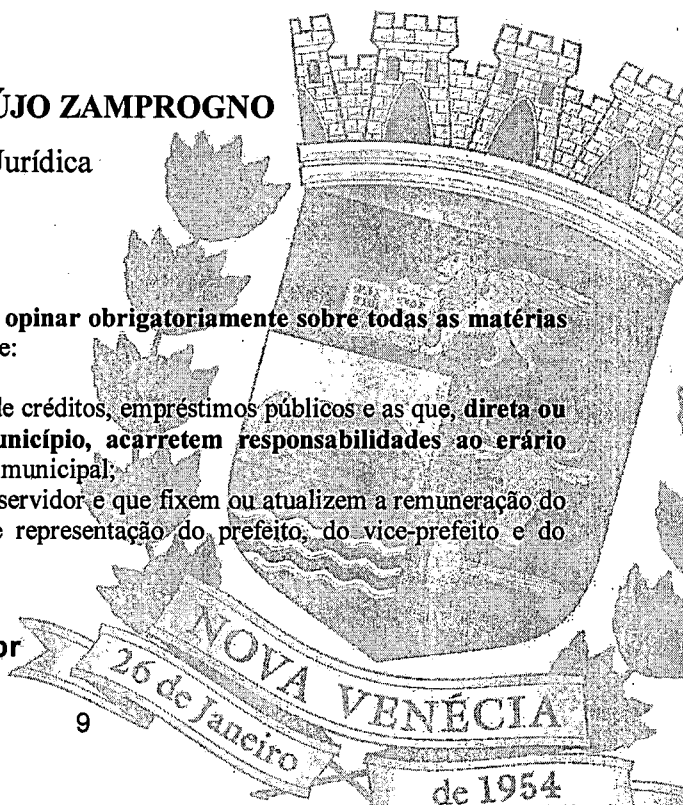 ÚJO ZAMPROGNO
Jurídica
opinar obrigatoriamente sobre todas as matérias
e:
le créditos, empréstimos públicos e as que, direta ou
unicípio, acarretem responsabilidades ao erário
municipal;
servidor e que fixem ou atualizem a remuneração do
e representação do prefeito, do vice-prefeito e do
or
9
NOVA VENÉCIA
26 de Janeiro
de 1954